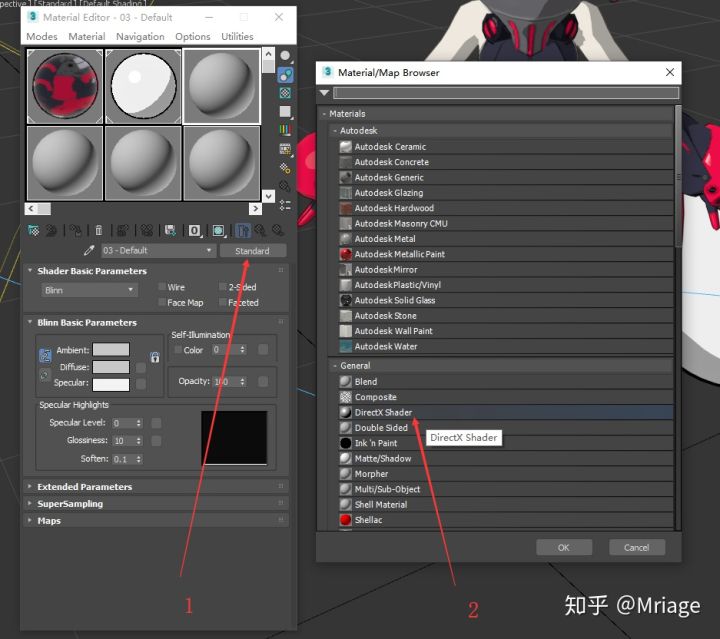 spective ] [Standard ] [Default Shading ]
Material Editor - 03 - Default
Modes Material Navigation Options Utilities
03 - Default Standard
Shader Basic Parameters
Blinn Wire 2-Sided
Face Map Faceted
Blinn Basic Parameters
Self-Illumination
Ambient: Color 0
Diffuse:
Specular: Opacity: 100
Specular Highlights
Specular Level: 0
Glossiness: 10
Soften: 0.1
Extended Parameters
SuperSampling
Maps
1
Material/Map Browser
- Materials
- Autodesk
Autodesk Ceramic
Autodesk Concrete
Autodesk Generic
Autodesk Glazing
Autodesk Hardwood
Autodesk Masonry CMU
Autodesk Metal
Autodesk Metallic Paint
Autodesk Mirror
Autodesk Plastic/Vinyl
Autodesk Solid Glass
Autodesk Stone
Autodesk Wall Paint
Autodesk Water
- General
Blend
Composite
DirectX Shader
Double Sided
DirectX Shader
Ink 'n Paint
Matte/Shadow
Morpher
Multi/Sub-Object
Shell Material
Shellac
OK Cancel
2
知乎 @Mriage